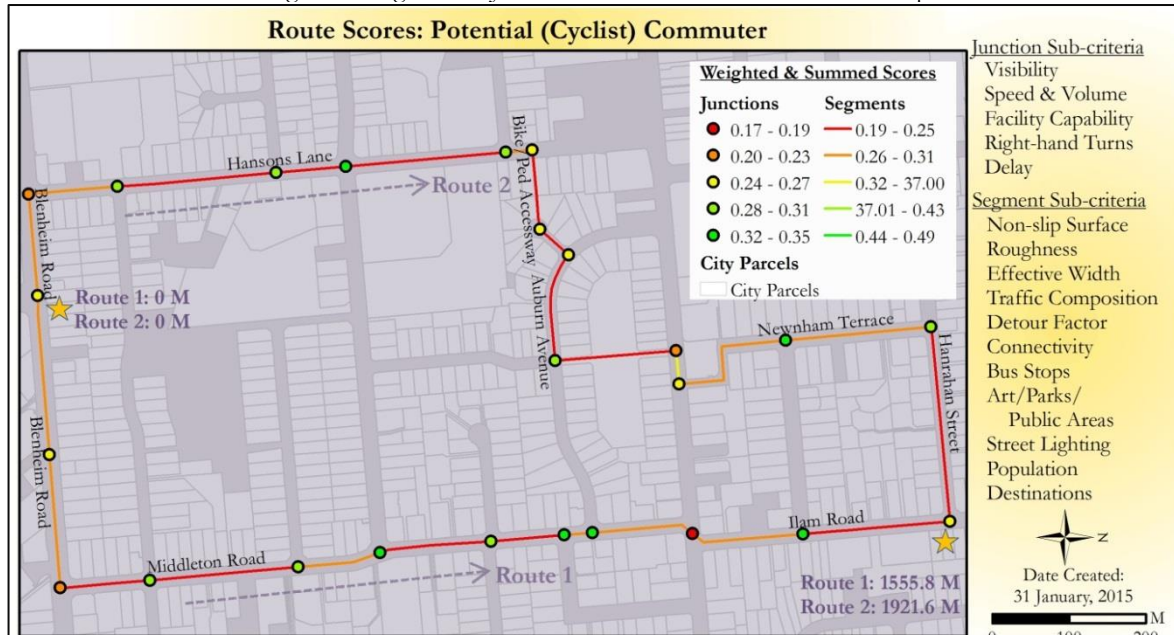 Route Scores: Potential (Cyclist) Commuter
Weighted & Summed Scores
Junctions Segments
0.17 - 0.19 0.19 - 0.25
0.20 - 0.23 0.26 - 0.31
0.24 - 0.27 0.32 - 37.00
0.28 - 0.31 37.01 - 0.43
0.32 - 0.35 0.44 - 0.49
City Parcels
City Parcels
Hansons Lane
Route 2
Bike/ Ped Accessway
Blenheim Road
Route 1: 0 M
Route 2: 0 M
Auburn Avenue
Newnham Terrace
Hanrahan Street
Blenheim Road
Middleton Road
Route 1
Ilam Road
Route 1: 1555.8 M
Route 2: 1921.6 M
Junction Sub-criteria
Visibility
Speed & Volume
Facility Capability
Right-hand Turns
Delay
Segment Sub-criteria
Non-slip Surface
Roughness
Effective Width
Traffic Composition
Detour Factor
Connectivity
Bus Stops
Art/Parks/
Public Areas
Street Lighting
Population
Destinations
N
Date Created:
31 January, 2015
M
0 100 200